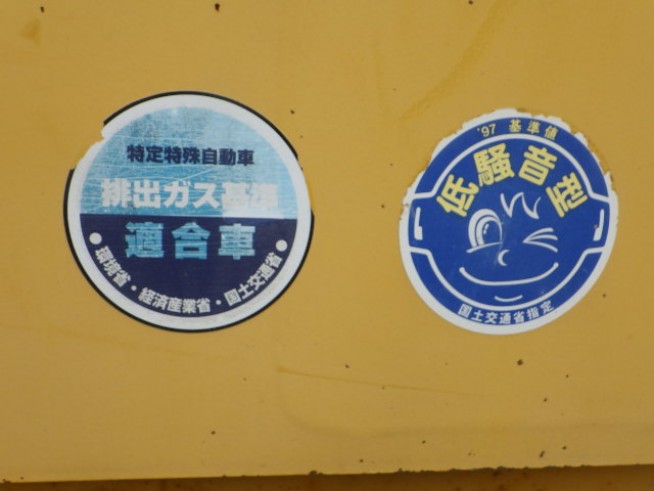 特定特殊自動車
排出ガス基準
適合車
●環境省・経済産業省・国土交通省●
'97 基準値
低騒音型
国土交通省指定